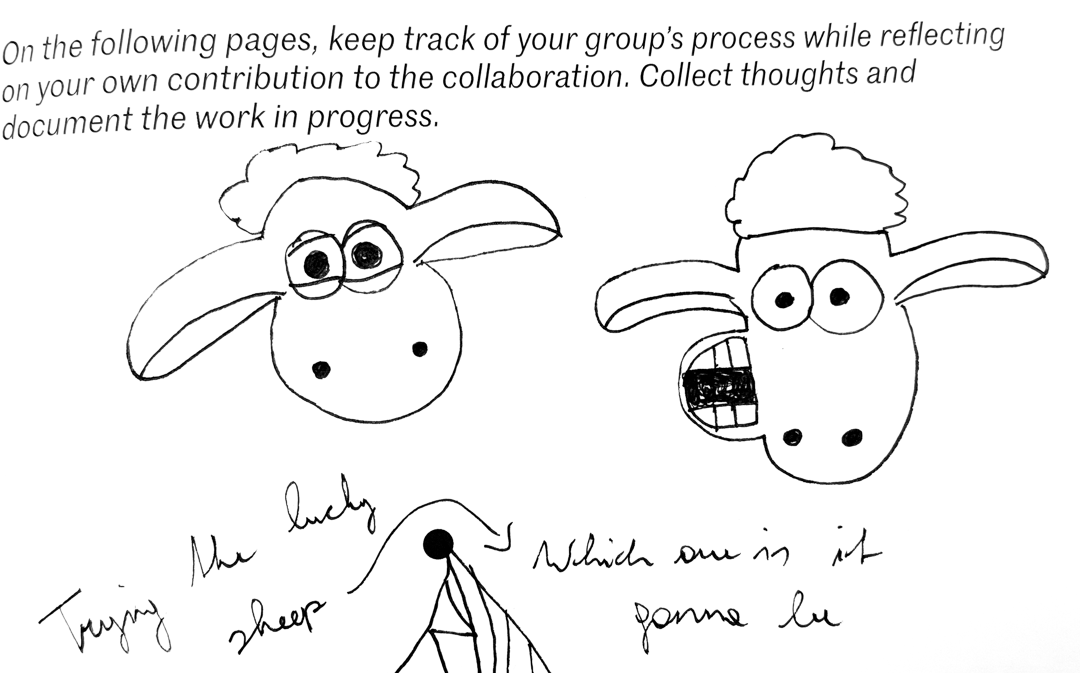 On the following pages, keep track of your group's process while reflecting
on your own contribution to the collaboration. Collect thoughts and
document the work in progress.
Trying the lucky
sheep
Which one is it
gonna be